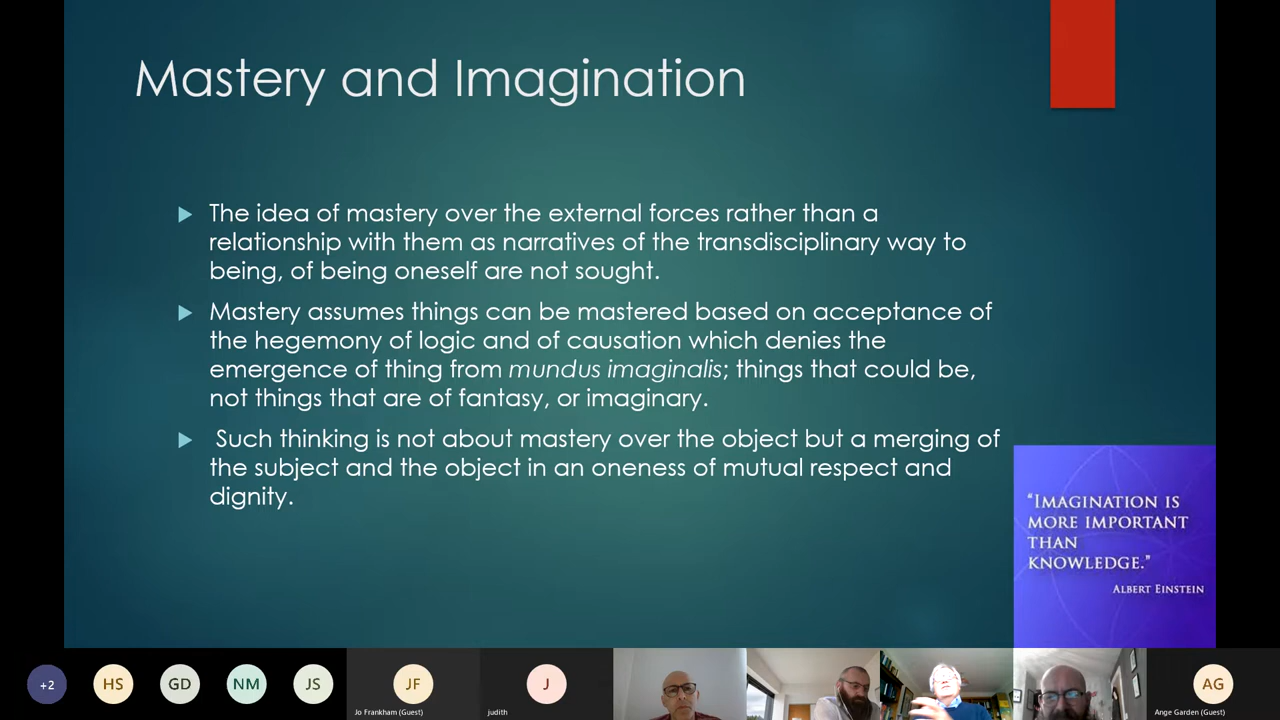 Mastery and Imagination
The idea of mastery over the external forces rather than a
relationship with them as narratives of the transdisciplinary way to
being, of being oneself are not sought.
Mastery assumes things can be mastered based on acceptance of
the hegemony of logic and of causation which denies the
emergence of thing from mundus imaginalis; things that could be,
not things that are of fantasy, or imaginary.
Such thinking is not about mastery over the object but a merging of
the subject and the object in an oneness of mutual respect and
dignity.
“IMAGINATION IS
MORE IMPORTANT
THAN
KNOWLEDGE.”
ALBERT EINSTEIN
+2
HS
GD
NM
JS
JF
Jo Frankham (Guest)
J
judith
AG
Ange Garden (Guest)